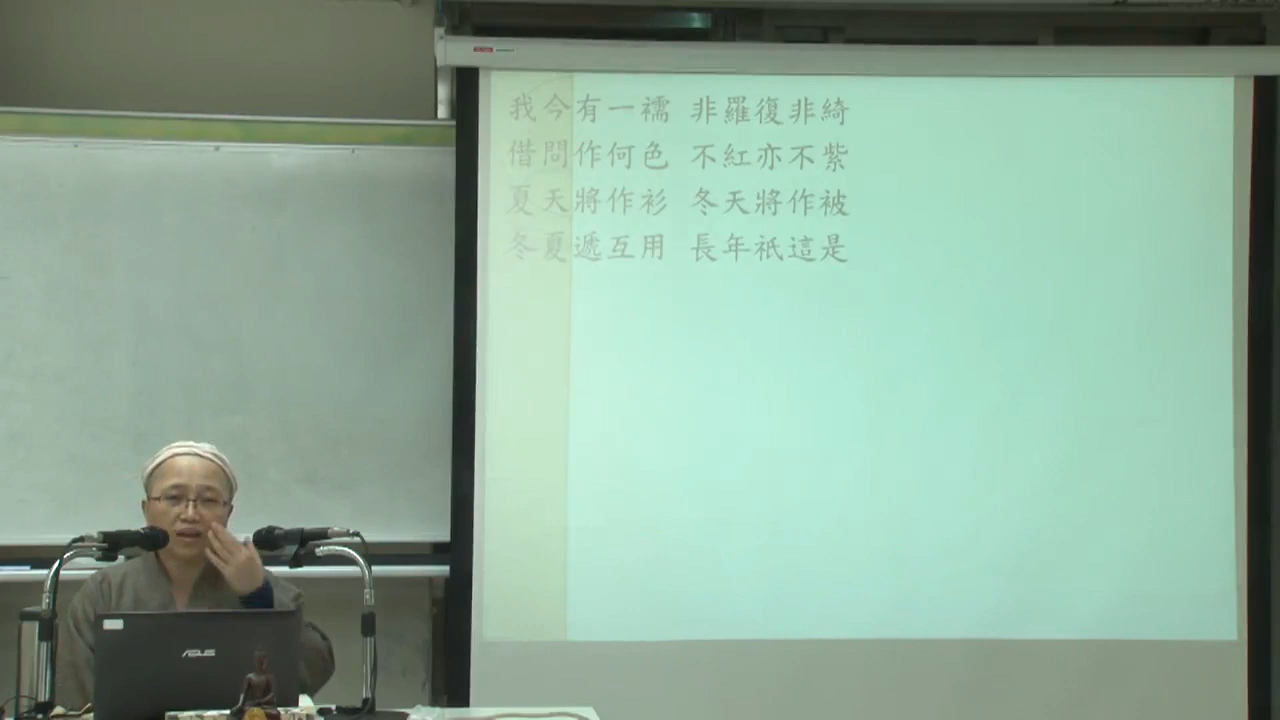 我今有一襦 非羅復非綺
借問作何色 不紅亦不紫
夏天將作衫 冬天將作被
冬夏遞互用 長年祇這是
ASUS